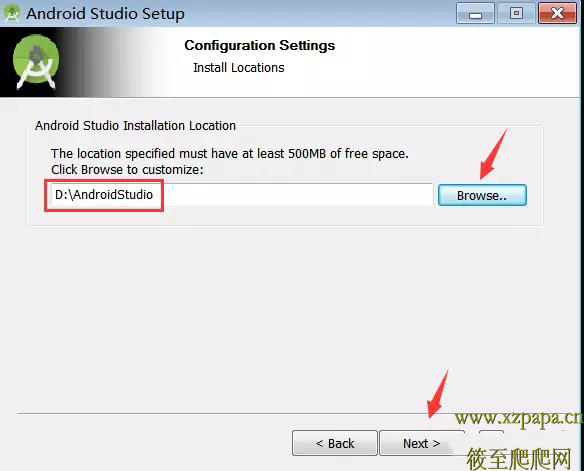 Android Studio Setup
Configuration Settings
Install Locations
Android Studio Installation Location
The location specified must have at least 500MB of free space.
Click Browse to customize:
D:\AndroidStudio
Browse..
www.xzpapa.cn
< Back
Next >
筱至爬爬网